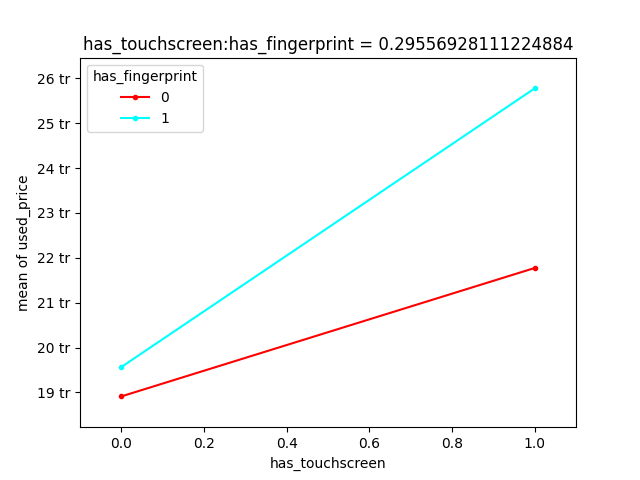 has_touchscreen:has_fingerprint = 0.29556928111224884
has_fingerprint
0
1
26 tr
25 tr
24 tr
23 tr
22 tr
21 tr
20 tr
19 tr
mean of used_price
0.0 0.2 0.4 0.6 0.8 1.0
has_touchscreen